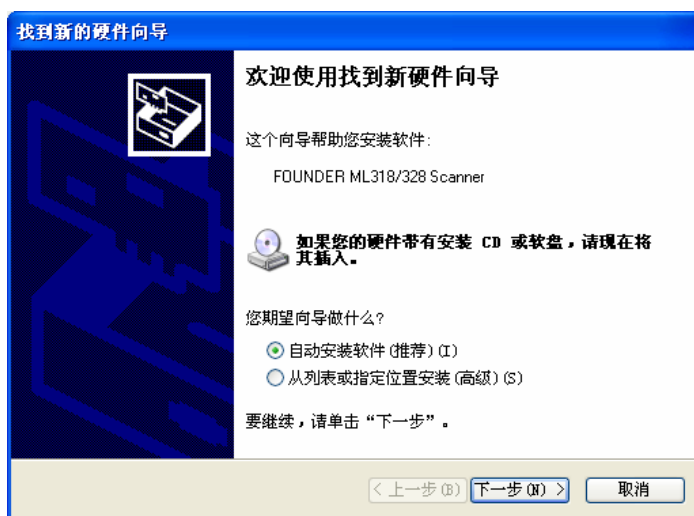 找到新的硬件向导
欢迎使用找到新硬件向导
这个向导帮助您安装软件:
FOUNDER ML318/328 Scanner
如果您的硬件带有安装 CD 或软盘，请现在将
其插入。
您期望向导做什么?
自动安装软件(推荐)(I)
从列表或指定位置安装(高级)(S)
要继续，请单击“下一步”。
< 上一步(B) 下一步(N) > 取消